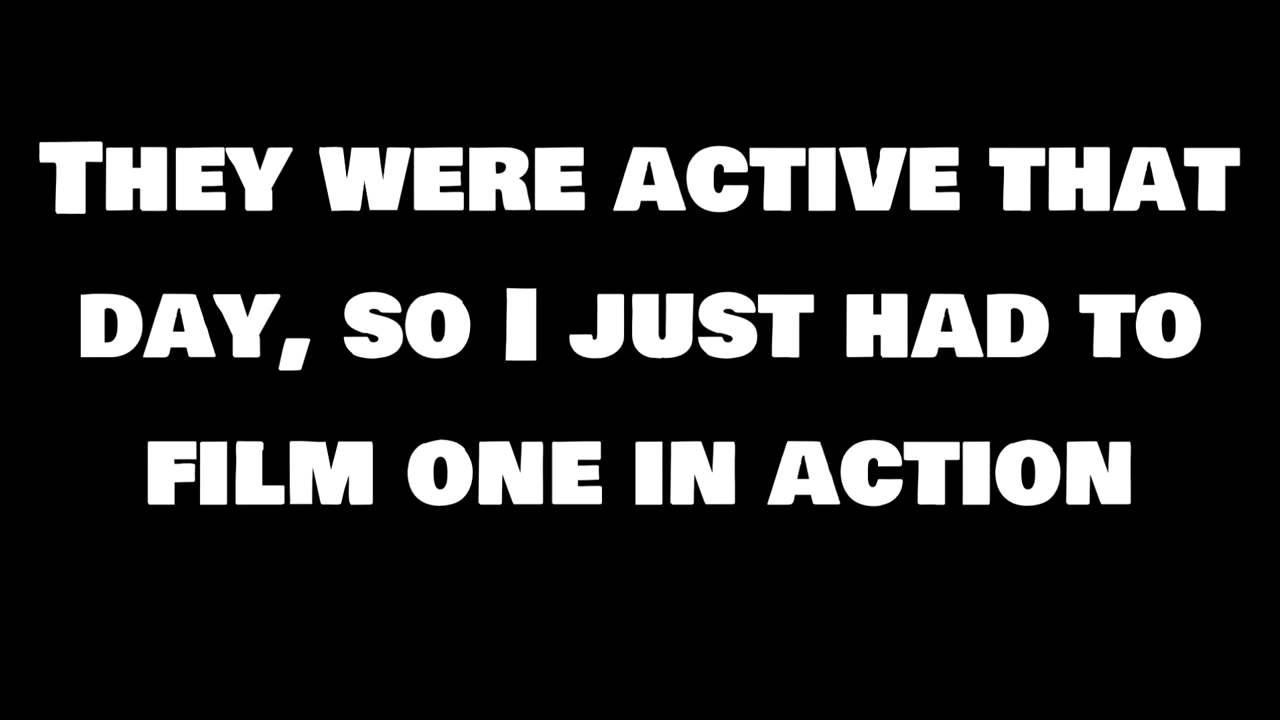 They were active that
day, so I just had to
film one in action